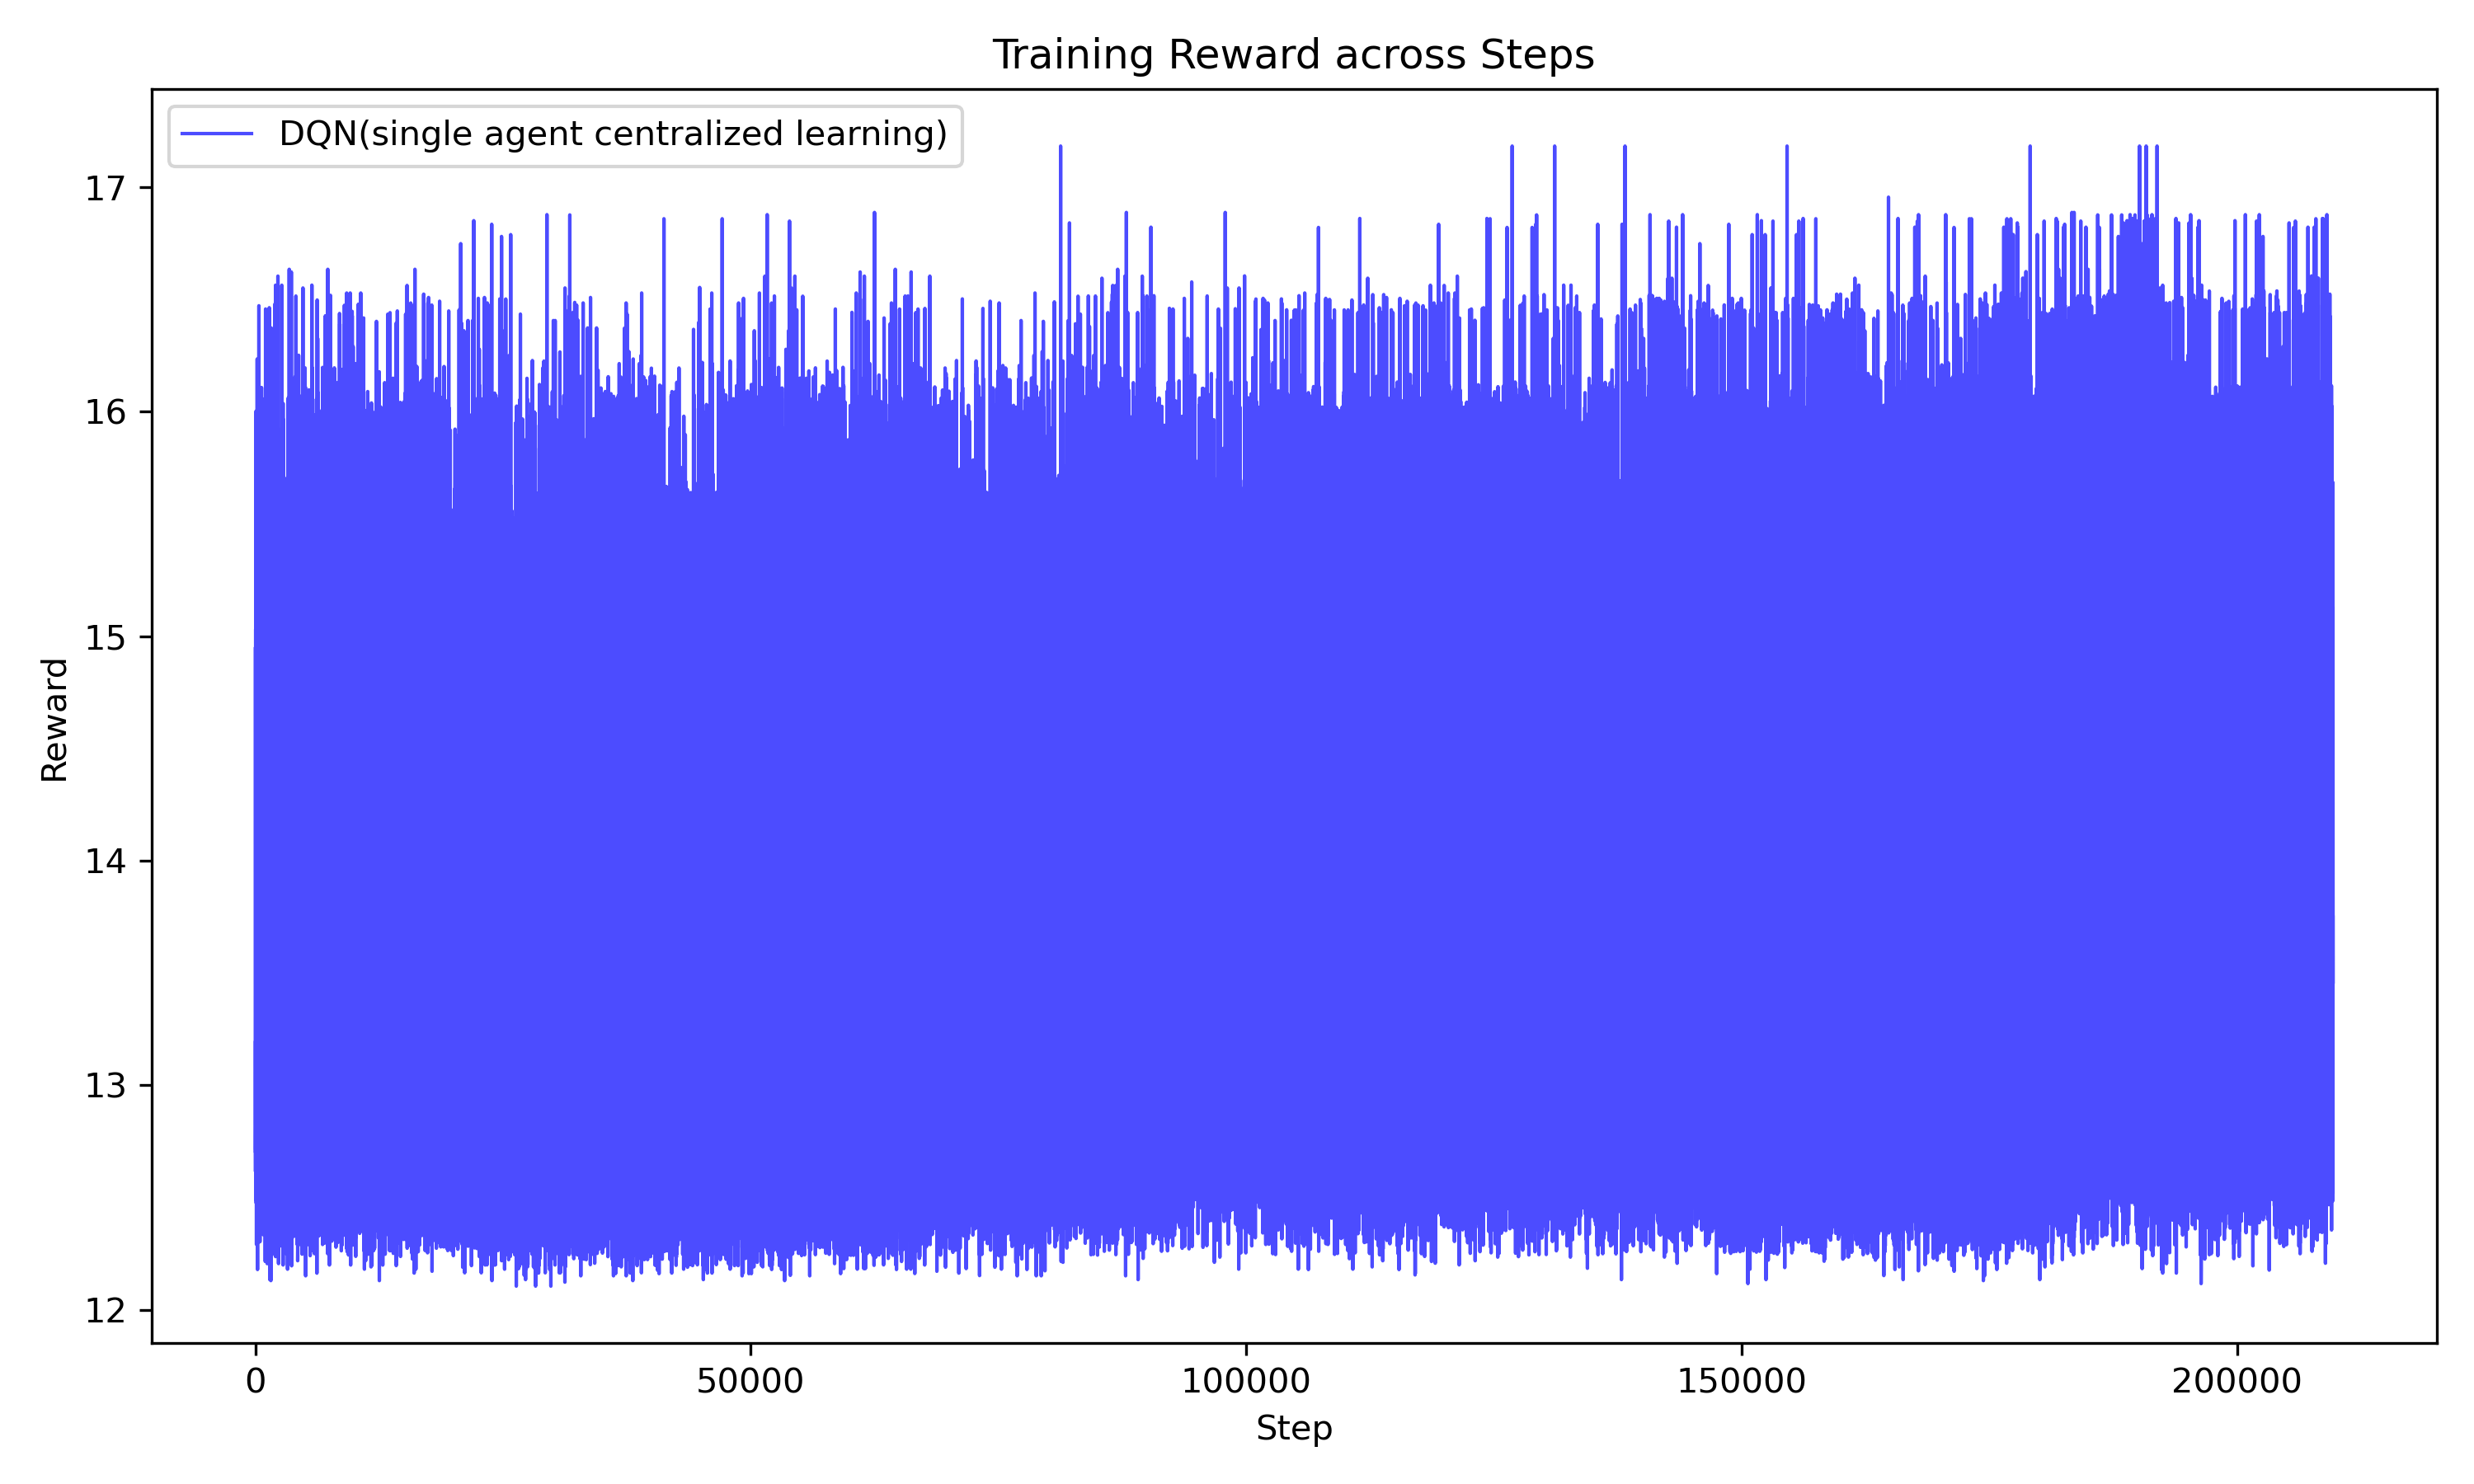 Training Reward across Steps
DQN(single agent centralized learning)
17
16
15
14
13
12
Reward
0 50000 100000 150000 200000
Step